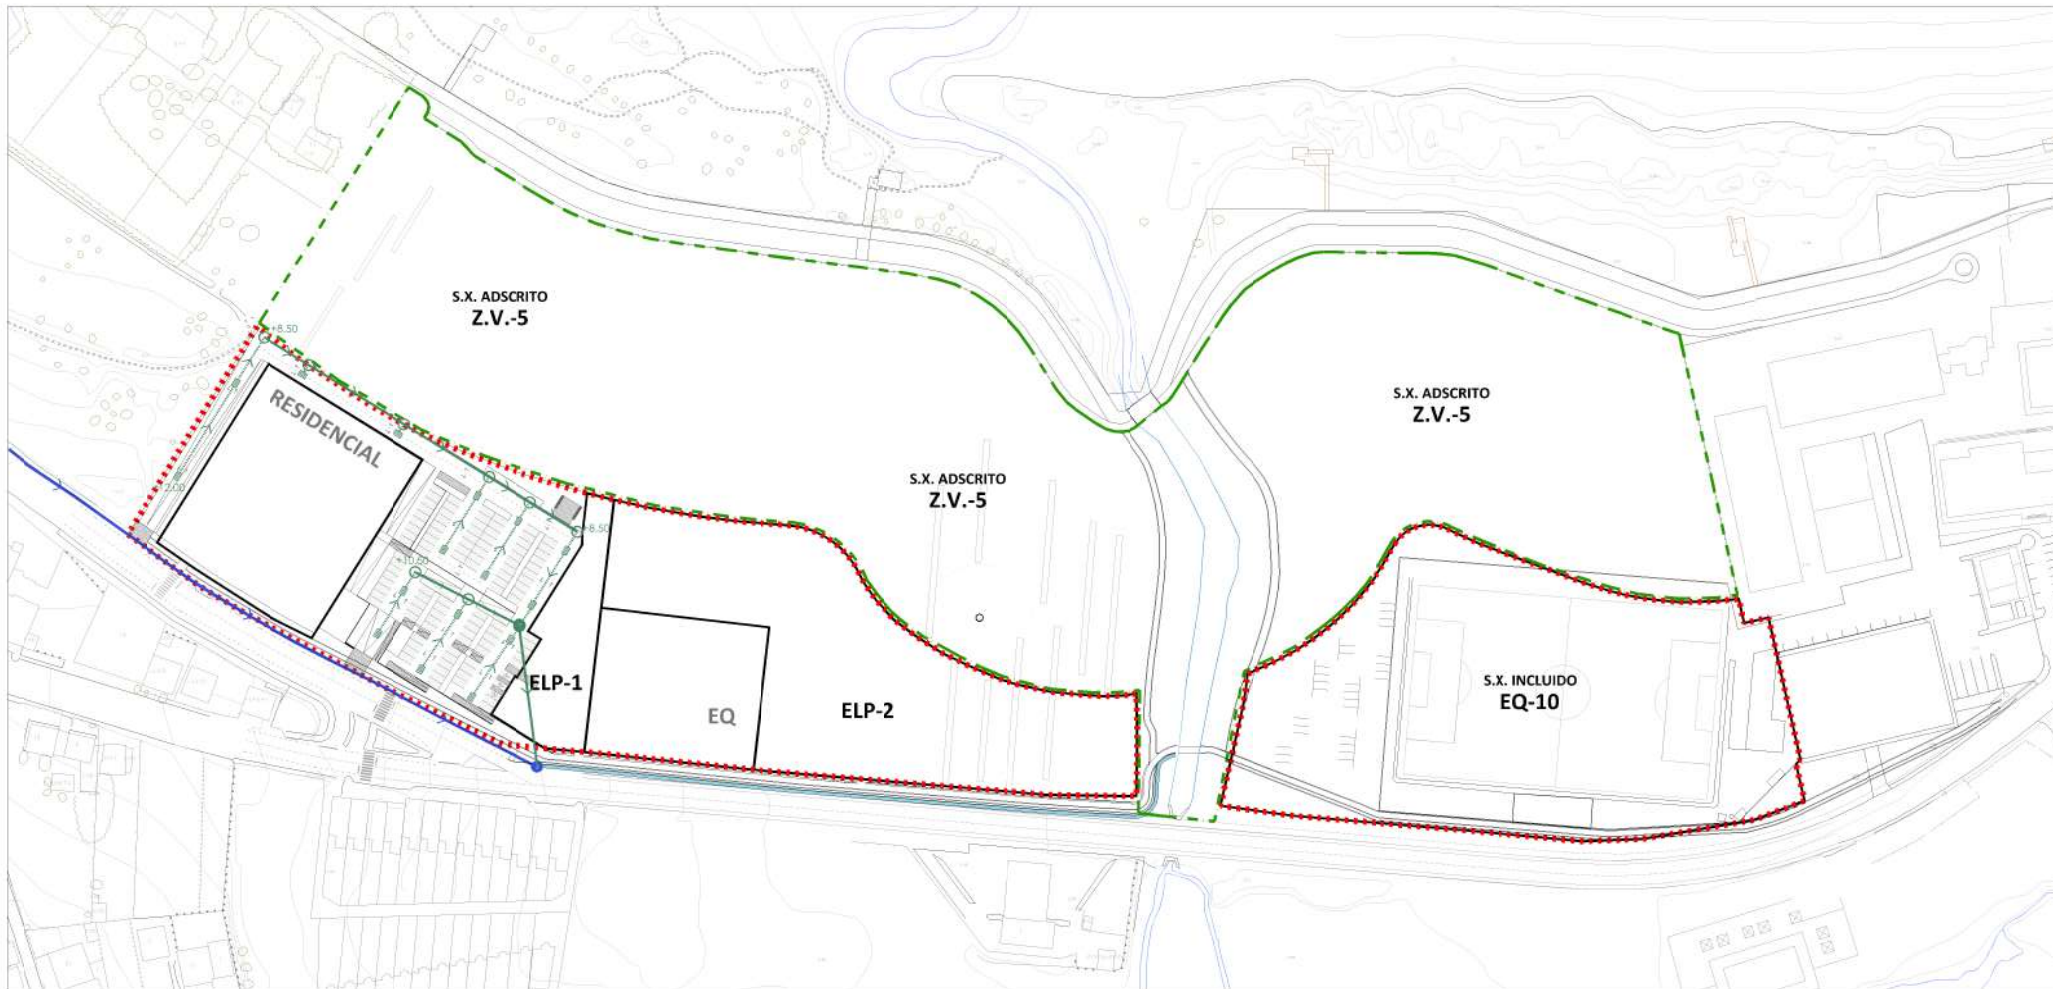 S.X. ADSCRITO
Z.V.-5
+8.50
S.X. ADSCRITO
Z.V.-5
RESIDENCIAL
S.X. ADSCRITO
Z.V.-5
+8.50
+10.60
S.X. INCLUIDO
EQ-10
ELP-1
EQ
ELP-2